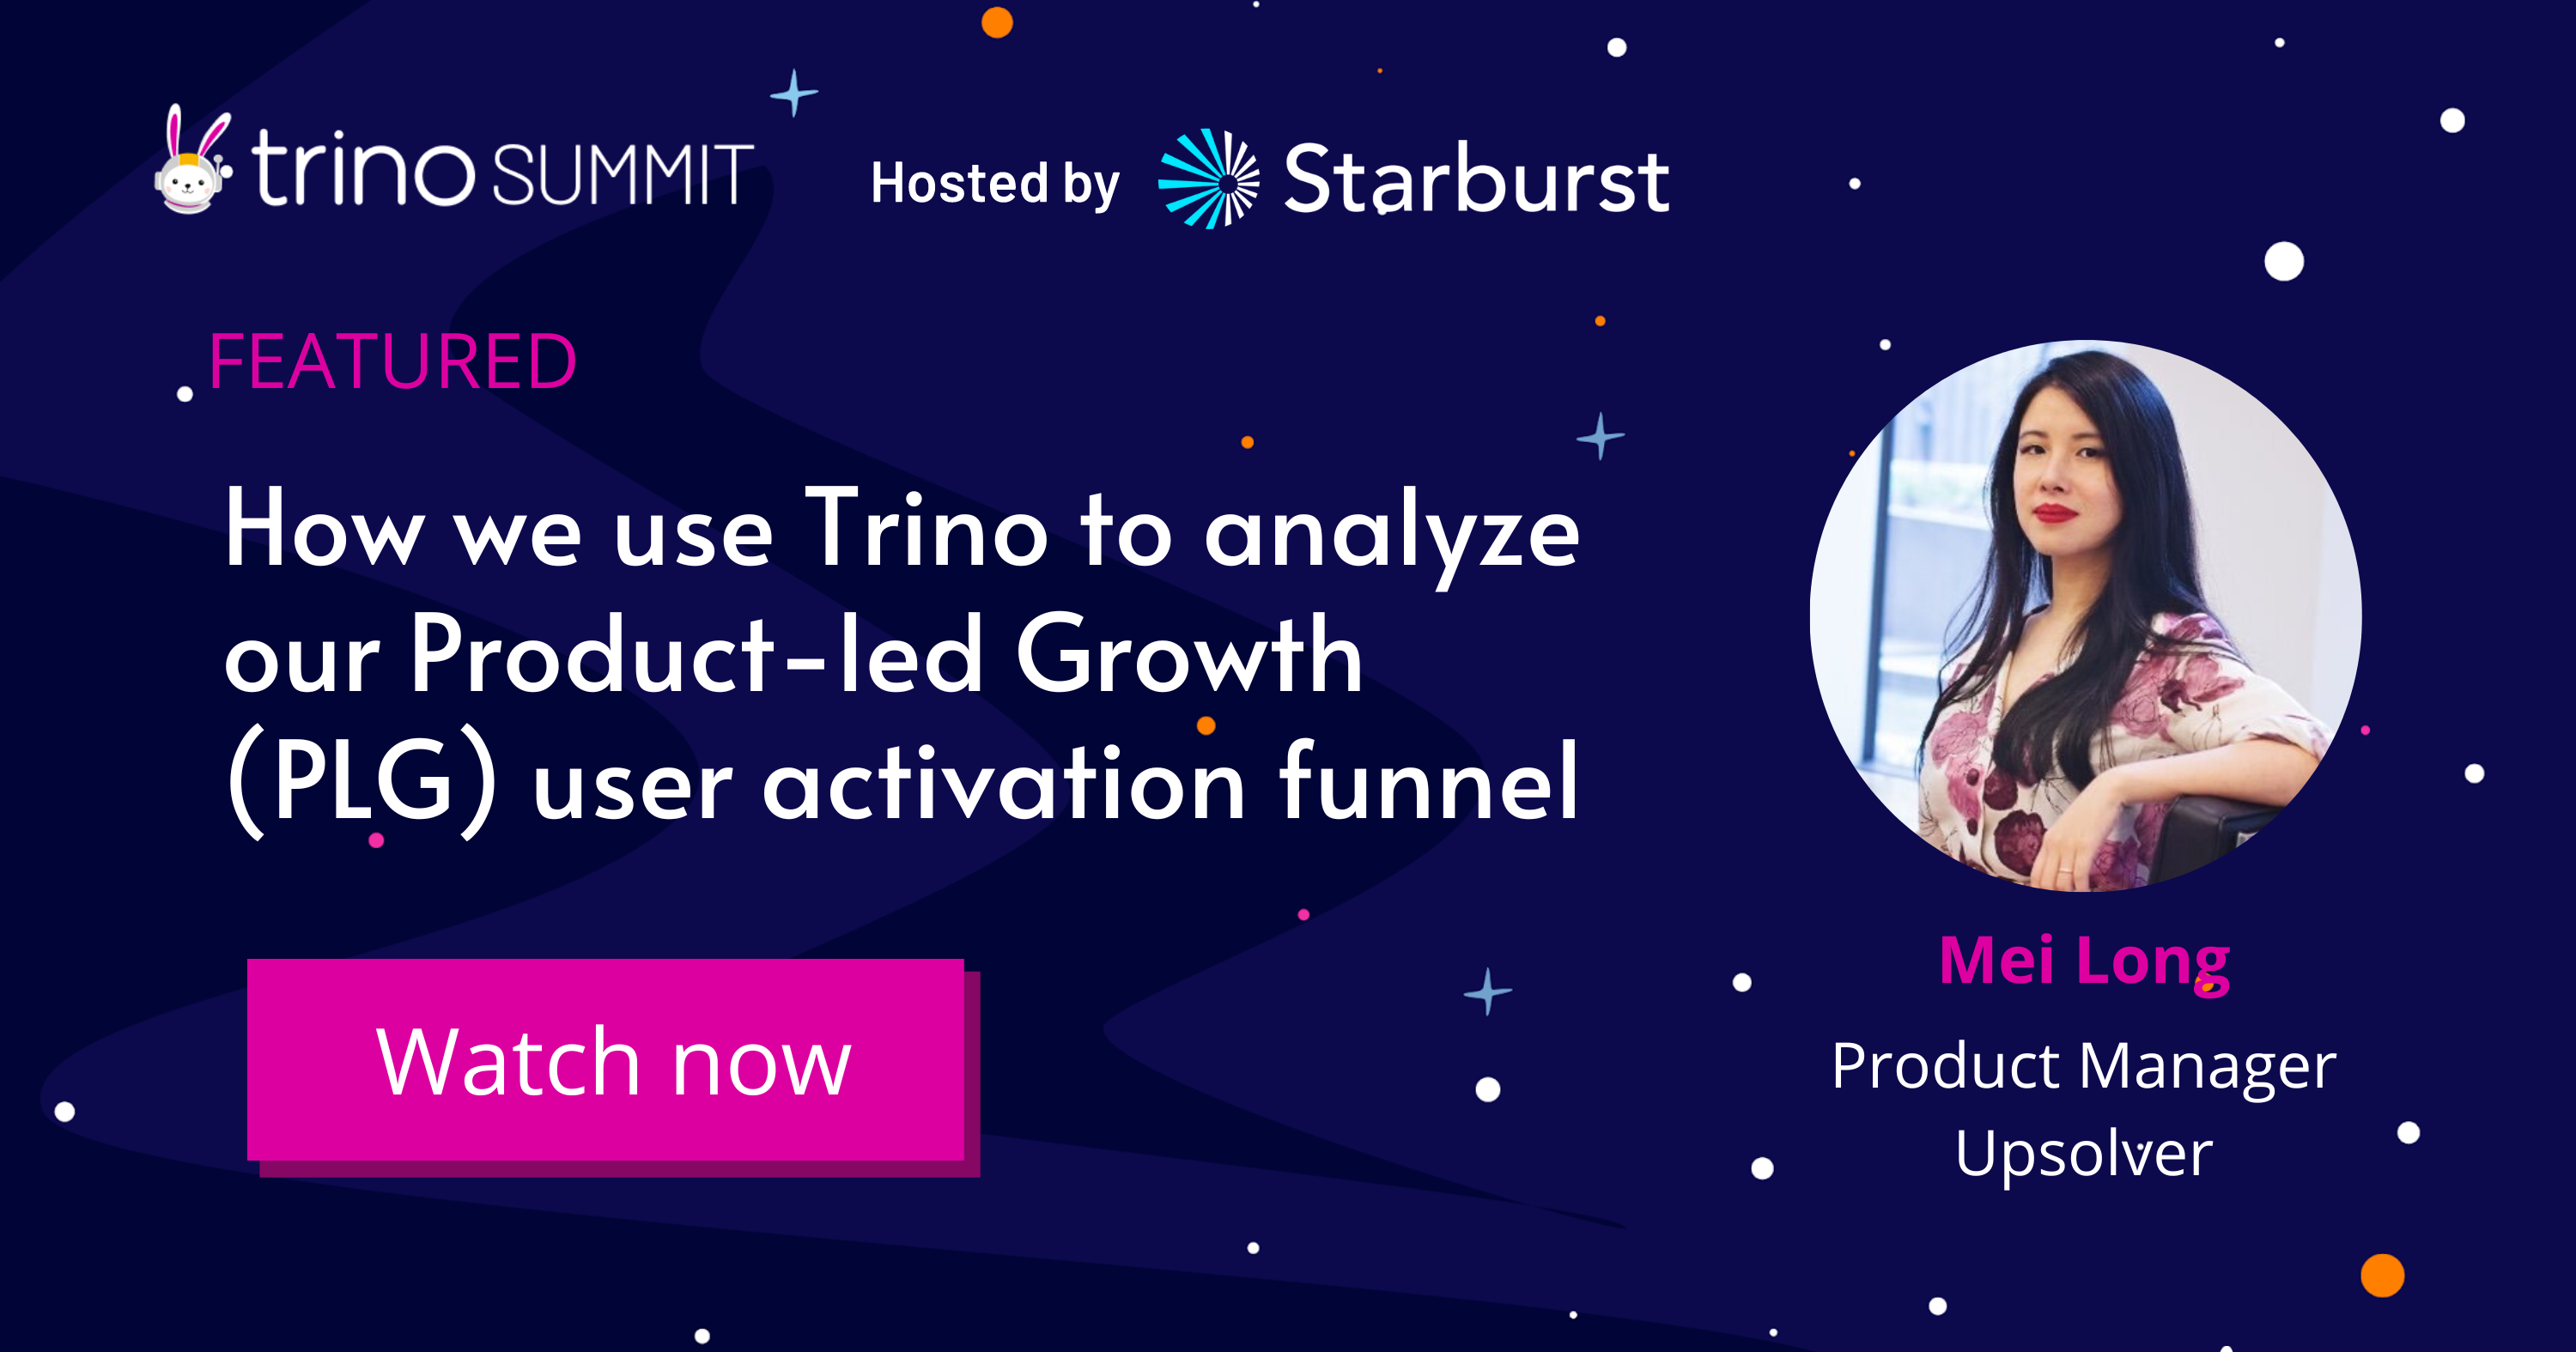 trino SUMMIT Hosted by Starburst
FEATURED
How we use Trino to analyze
our Product-led Growth
(PLG) user activation funnel
Watch now
Mei Long
Product Manager
Upsolver